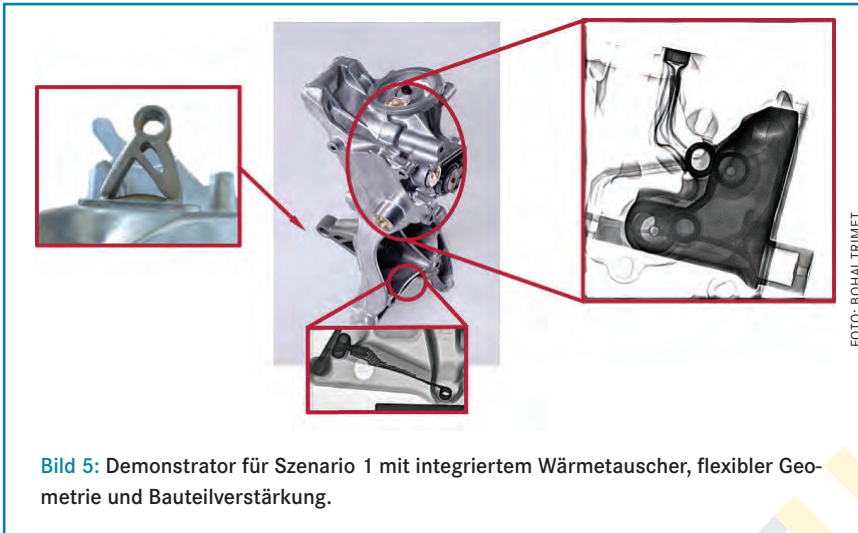 FOTO: BOHAI TRIMET
Bild 5: Demonstrator für Szenario 1 mit integriertem Wärmetauscher, flexibler Geo-
metrie und Bauteilverstärkung.